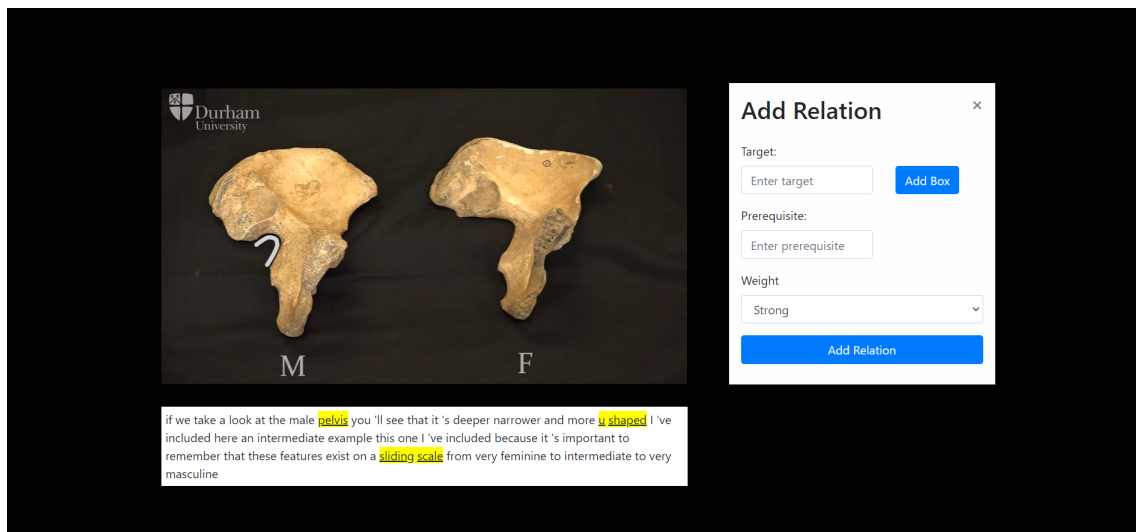 Durham
University
M
F
Add Relation
×
Target:
Enter target
Add Box
Prerequisite:
Enter prerequisite
Weight
Strong
Add Relation
if we take a look at the male pelvis you 'll see that it 's deeper narrower and more u shaped I 've
included here an intermediate example this one I 've included because it 's important to
remember that these features exist on a sliding scale from very feminine to intermediate to very
masculine